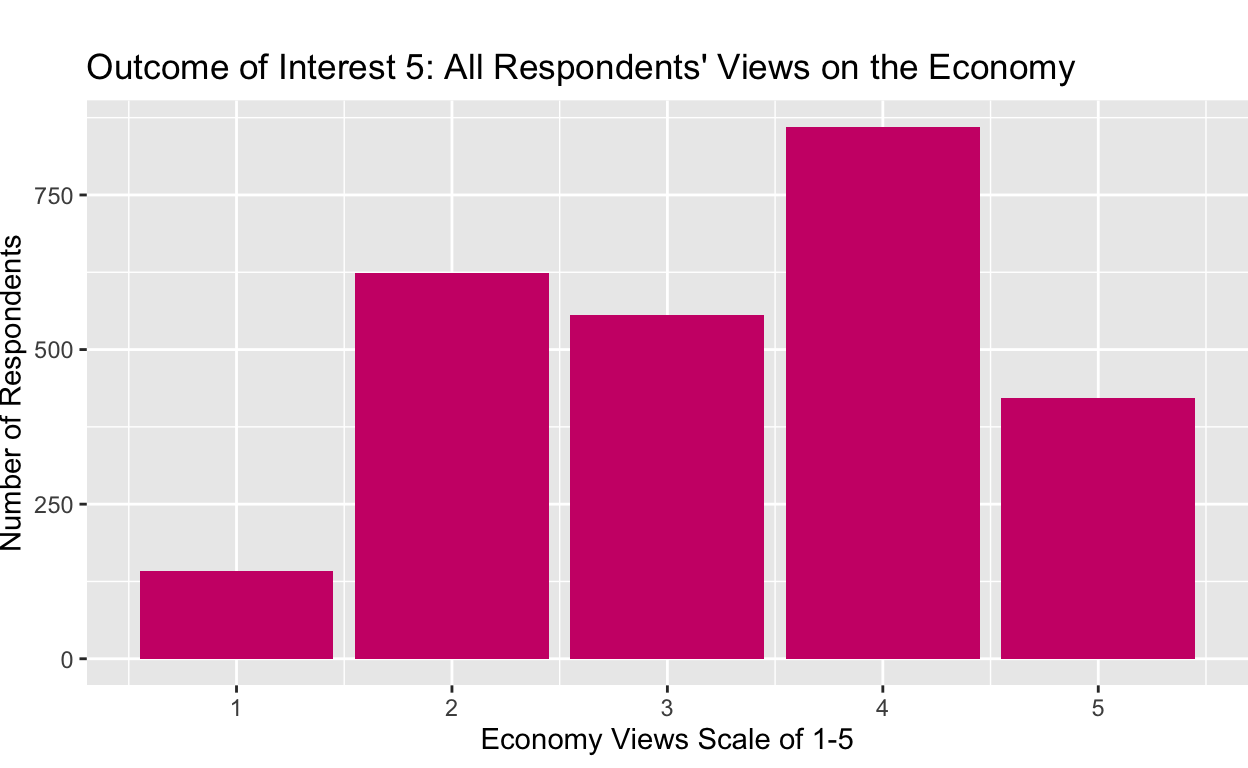 Outcome of Interest 5: All Respondents' Views on the Economy
Number of Respondents
750
500
250
0
1 2 3 4 5
Economy Views Scale of 1-5